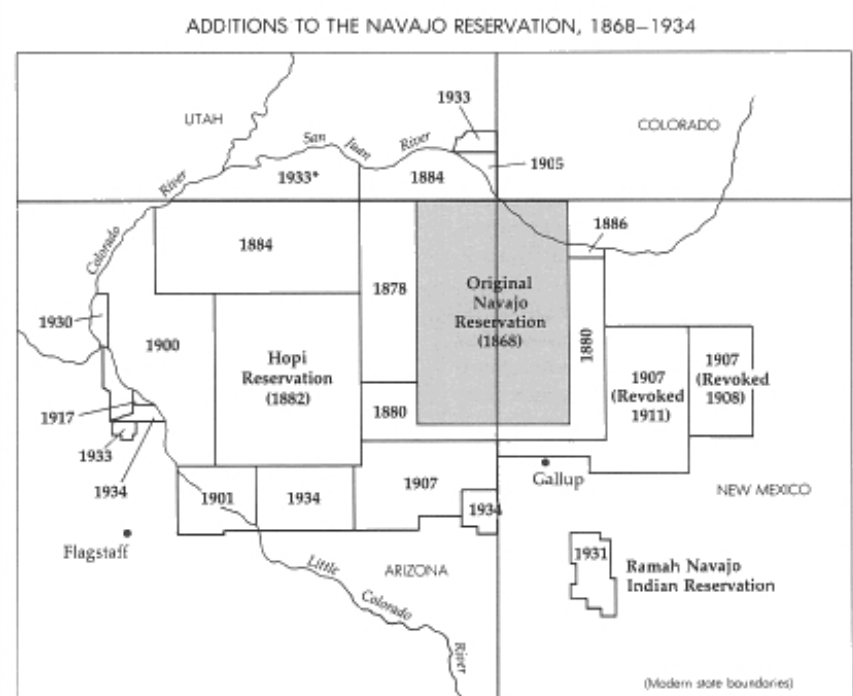 ADDITIONS TO THE NAVAJO RESERVATION, 1868–1934
1933
UTAH
COLORADO
San Juan River
1905
1933*
1884
Colorado River
1886
1884
Original
Navajo
Reservation
(1868)
1878
1930
1900
1880
Hopi
Reservation
(1882)
1907
(Revoked
1911)
1907
(Revoked
1908)
1880
1917
1933
1934
1901
1934
1907
1934
Gallup
NEW MEXICO
Flagstaff
1931
Ramah Navajo
Indian Reservation
ARIZONA
Little Colorado River
(Modern state boundaries)